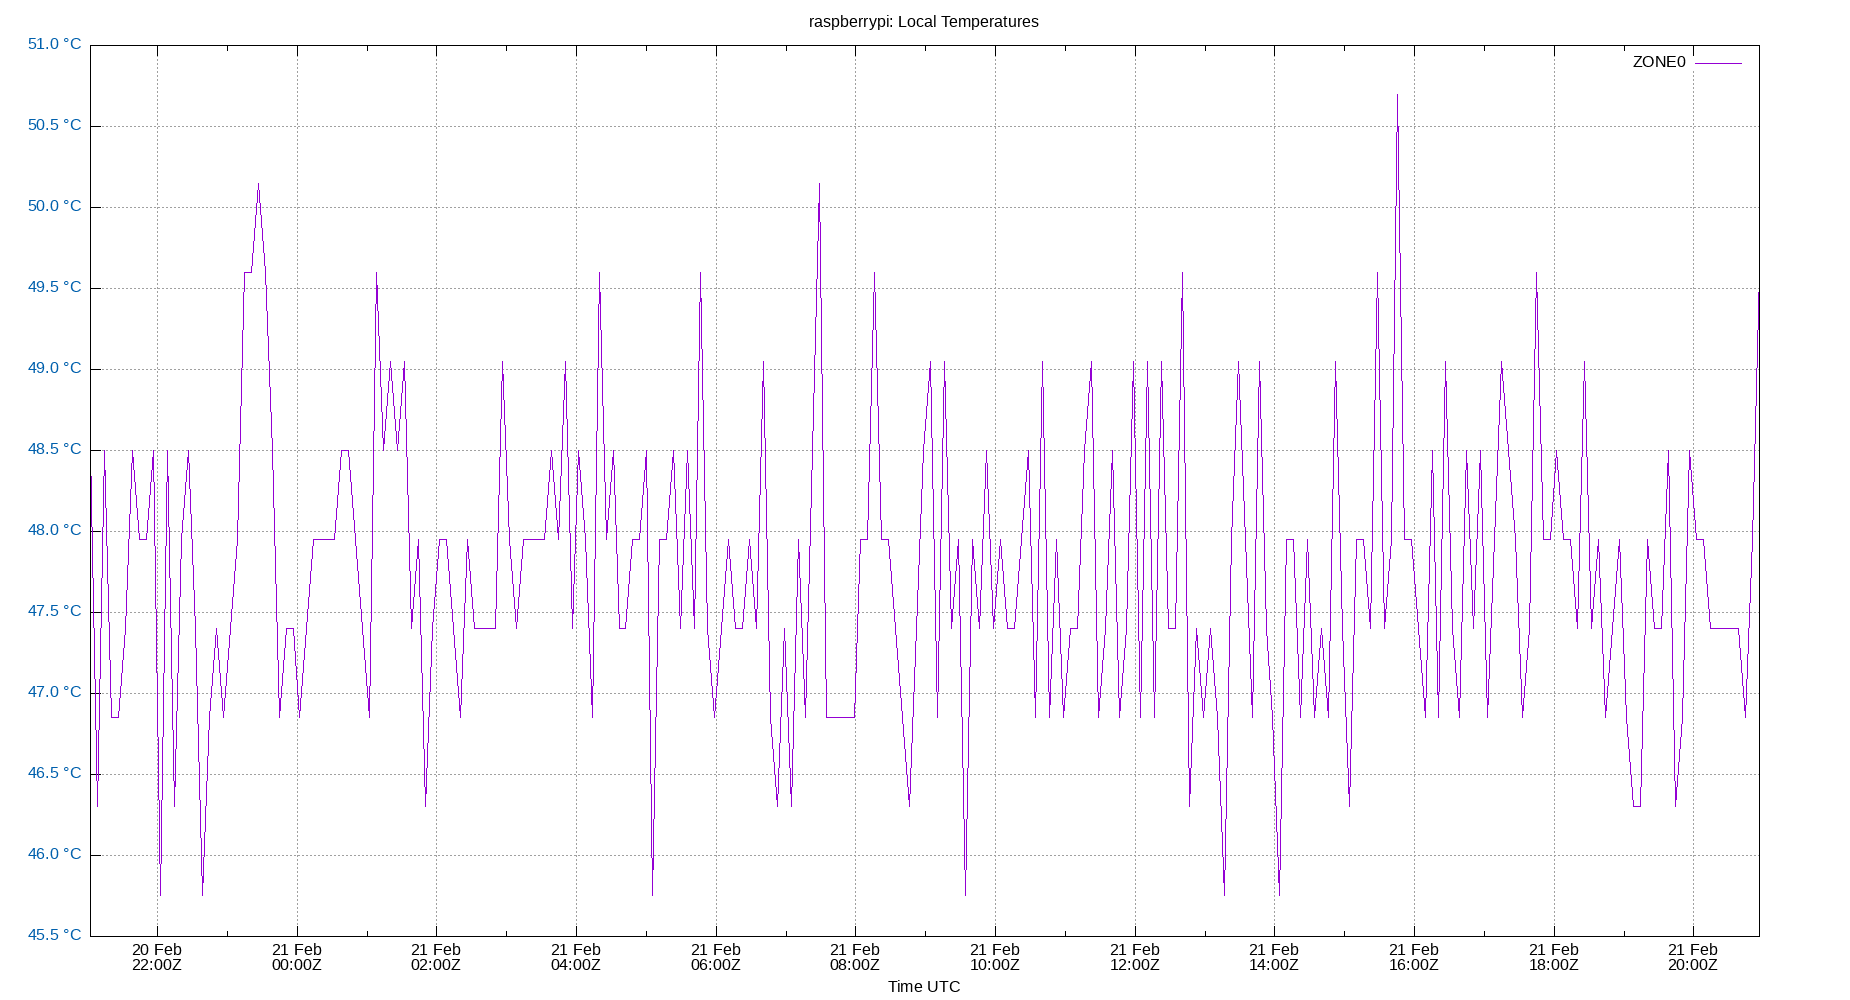 raspberrypi: Local Temperatures
ZONE0
51.0 °C
50.5 °C
50.0 °C
49.5 °C
49.0 °C
48.5 °C
48.0 °C
47.5 °C
47.0 °C
46.5 °C
46.0 °C
45.5 °C
20 Feb 21 Feb 21 Feb 21 Feb 21 Feb 21 Feb 21 Feb 21 Feb 21 Feb 21 Feb 21 Feb 21 Feb
22:00Z 00:00Z 02:00Z 04:00Z 06:00Z 08:00Z 10:00Z 12:00Z 14:00Z 16:00Z 18:00Z 20:00Z
Time UTC